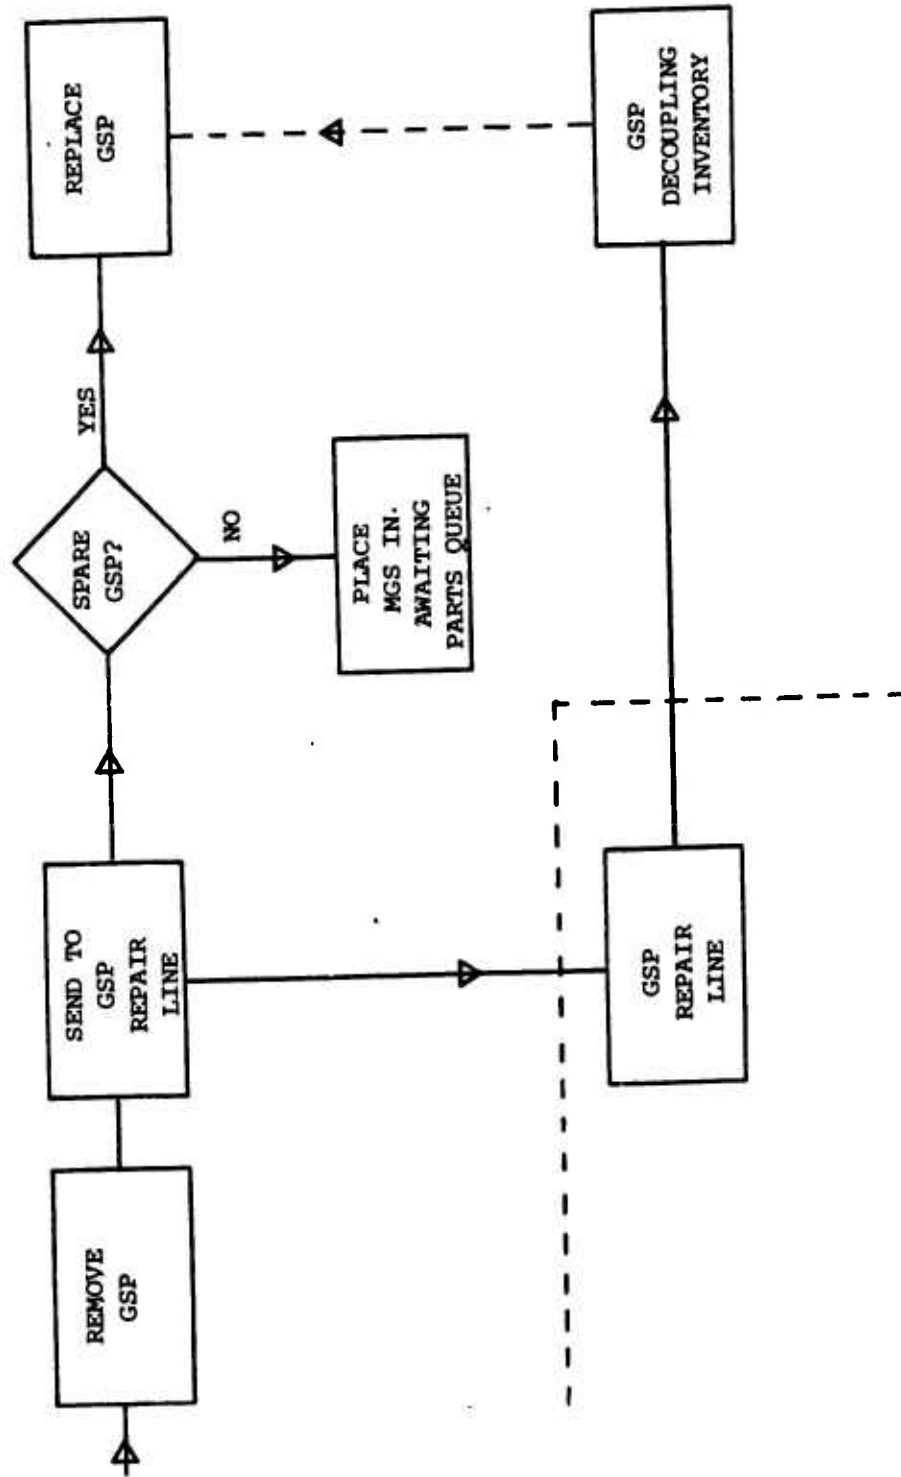 REMOVE
GSP
SEND TO
GSP
REPAIR
LINE
SPARE
GSP?
YES
REPLACE
GSP
NO
PLACE
MGS IN.
AWAITING
PARTS QUEUE
GSP
REPAIR
LINE
GSP
DECOUPLING
INVENTORY